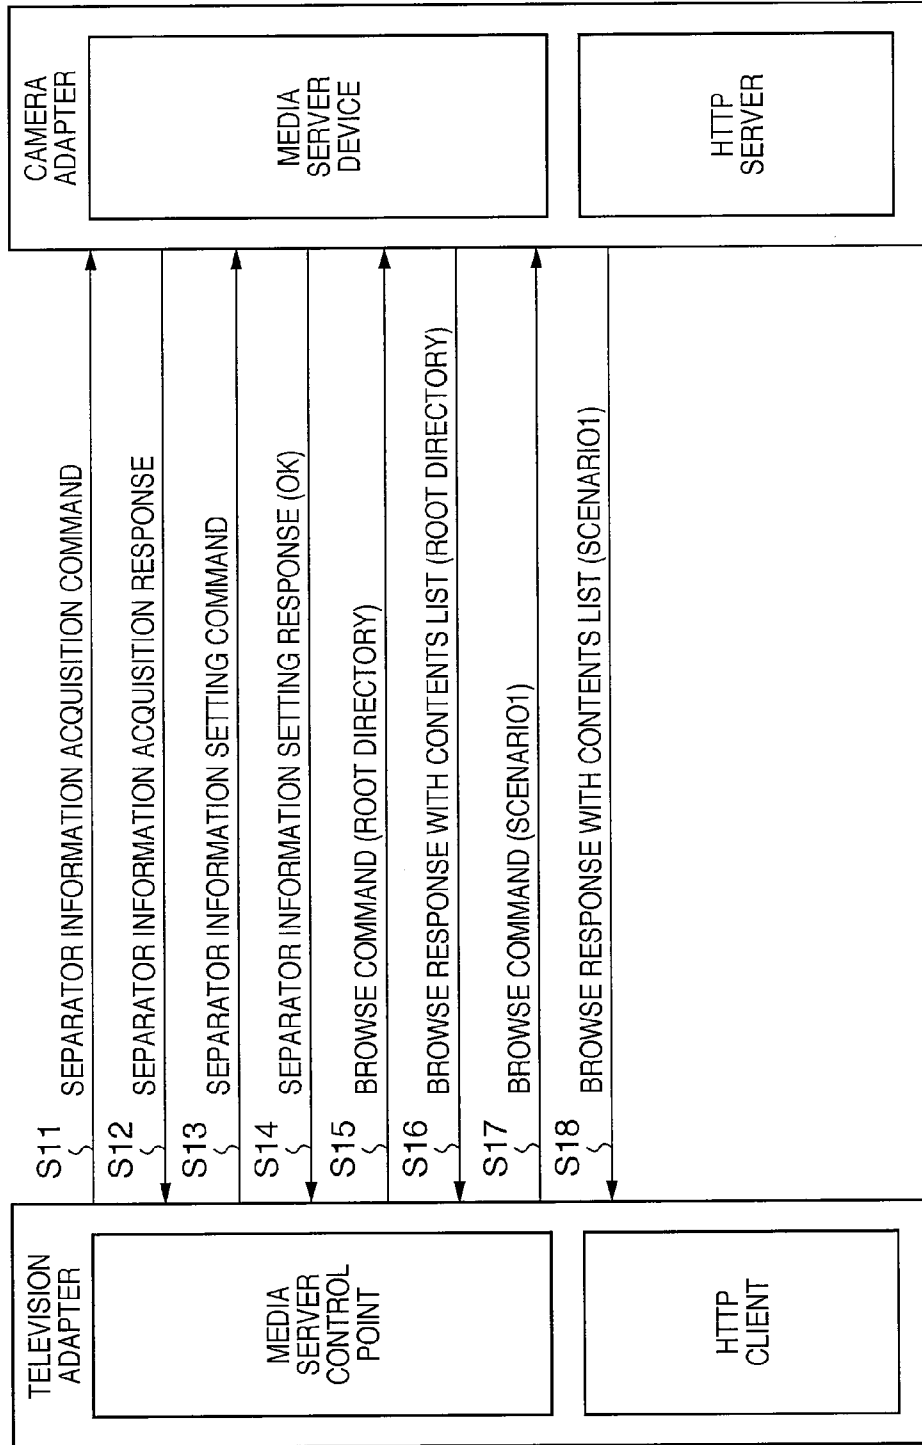 TELEVISION
ADAPTER
MEDIA
SERVER
CONTROL
POINT
HTTP
CLIENT
S11
SEPARATOR INFORMATION ACQUISITION COMMAND
S12
SEPARATOR INFORMATION ACQUISITION RESPONSE
S13
SEPARATOR INFORMATION SETTING COMMAND
S14
SEPARATOR INFORMATION SETTING RESPONSE (OK)
S15
BROWSE COMMAND (ROOT DIRECTORY)
S16
BROWSE RESPONSE WITH CONTENTS LIST (ROOT DIRECTORY)
S17
BROWSE COMMAND (SCENARIO1)
S18
BROWSE RESPONSE WITH CONTENTS LIST (SCENARIO1)
CAMERA
ADAPTER
MEDIA
SERVER
DEVICE
HTTP
SERVER